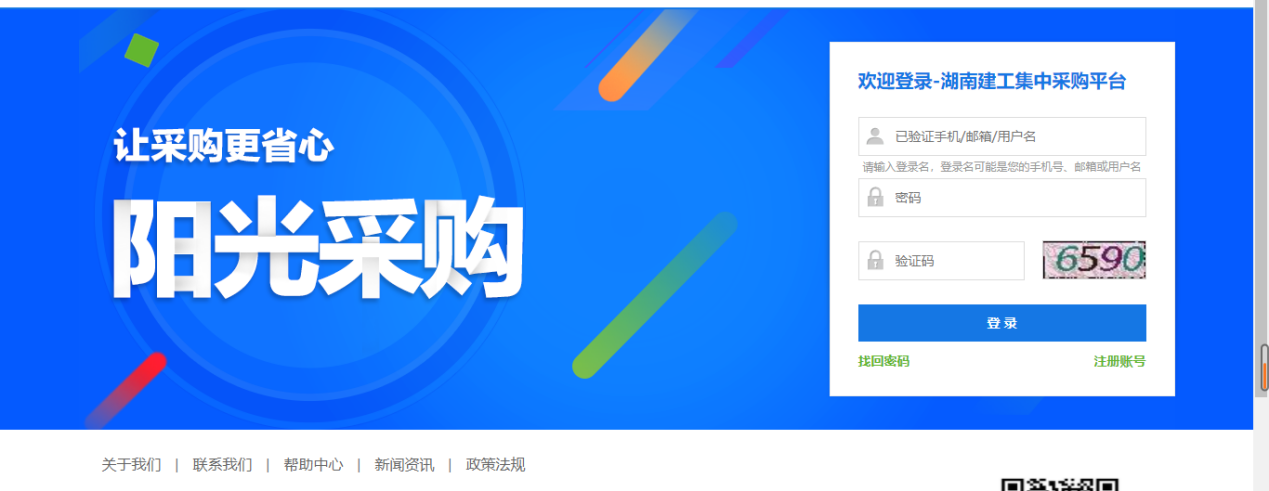 让采购更省心
阳光采购
欢迎登录-湖南建工集中采购平台
已验证手机/邮箱/用户名
请输入登录名，登录名可能是您的手机号、邮箱或用户名
密码
验证码
6590
登 录
找回密码
注册账号
关于我们 | 联系我们 | 帮助中心 | 新闻资讯 | 政策法规